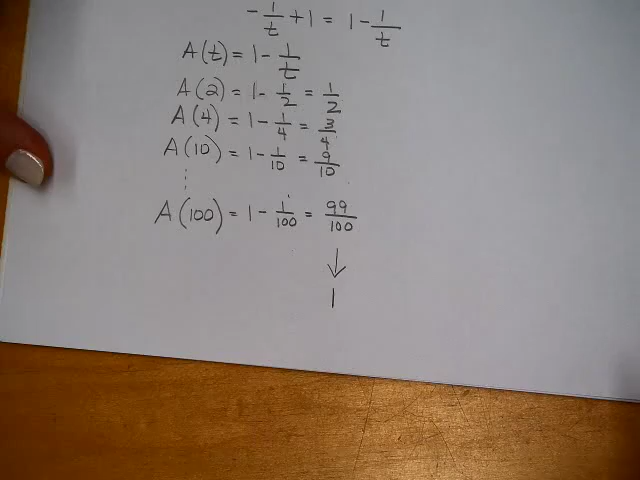 -1/t + 1 = 1 - 1/t
A(t) = 1 - 1/t
A(2) = 1 - 1/2 = 1/2
A(4) = 1 - 1/4 = 3/4
A(10) = 1 - 1/10 = 9/10
⋮
A(100) = 1 - 1/100 = 99/100
↓
1